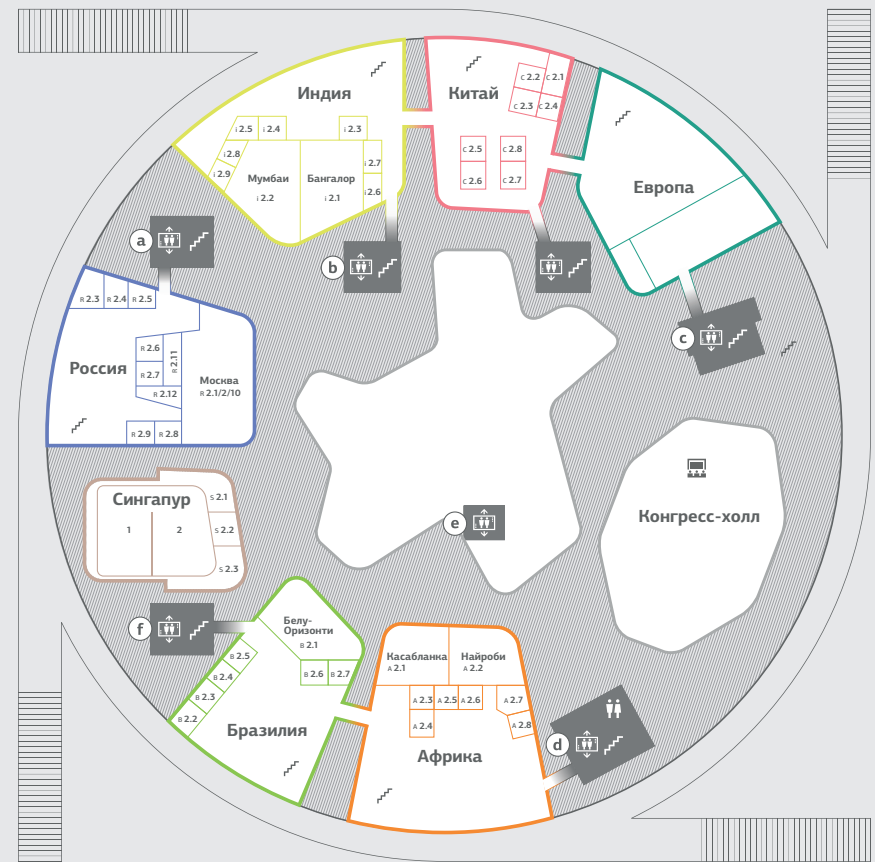 Индия
i 2.5
i 2.4
i 2.3
i 2.8
i 2.9
i 2.7
i 2.6
Мумбаи
i 2.2
Бангалор
i 2.1
Китай
C 2.2
C 2.1
C 2.3
C 2.4
C 2.5
C 2.8
C 2.6
C 2.7
Европа
a
b
c
R 2.3
R 2.4
R 2.5
Россия
R 2.6
R 2.7
R 2.11
R 2.12
Москва
R 2.1/2/10
R 2.9
R 2.8
Сингапур
1
2
S 2.1
S 2.2
S 2.3
e
Конгресс-холл
f
Белу-
Оризонти
B 2.1
B 2.5
B 2.4
B 2.3
B 2.2
B 2.6
B 2.7
Бразилия
Касабланка
A 2.1
Найроби
A 2.2
A 2.3
A 2.5
A 2.6
A 2.7
A 2.4
A 2.8
Африка
d